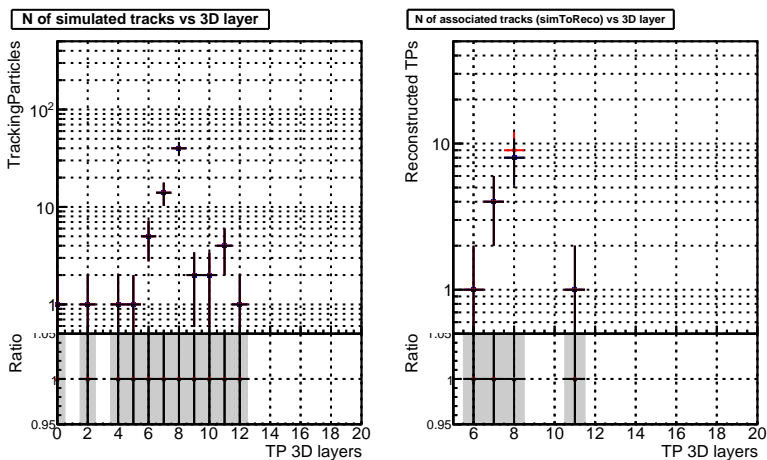 N of simulated tracks vs 3D layer
TrackingParticles
10²
10
1
Ratio
1.05
1
0.95
0 2 4 6 8 10 12 14 16 18 20
TP 3D layers
N of associated tracks (simToReco) vs 3D layer
Reconstructed TPs
10
1
Ratio
1.05
1
0.95
6 8 10 12 14 16 18 20
TP 3D layers